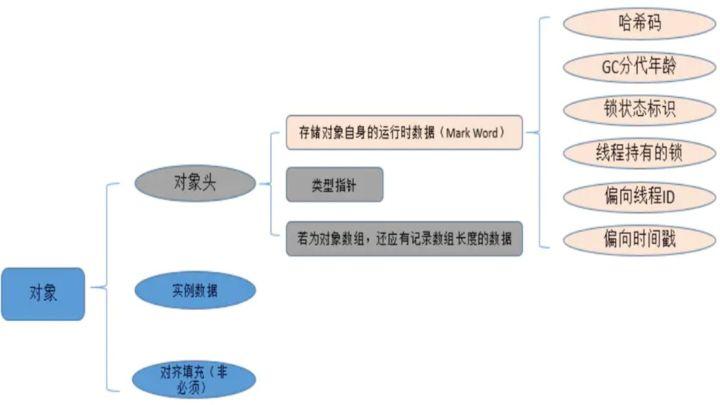 对象
对象头
存储对象自身的运行时数据（Mark Word）
哈希码
GC分代年龄
锁状态标识
线程持有的锁
偏向线程ID
偏向时间戳
类型指针
若为对象数组，还应有记录数组长度的数据
实例数据
对齐填充（非
必须）